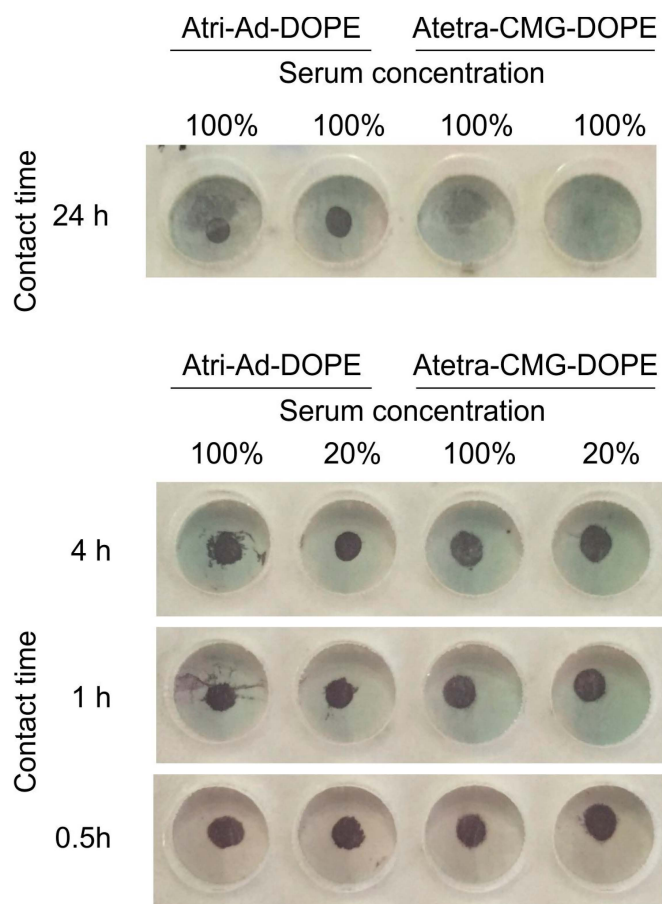 Atri-Ad-DOPE Atetra-CMG-DOPE
Serum concentration
100% 100% 100% 100%
Contact time
24 h
Atri-Ad-DOPE Atetra-CMG-DOPE
Serum concentration
100% 20% 100% 20%
Contact time
4 h
1 h
0.5h